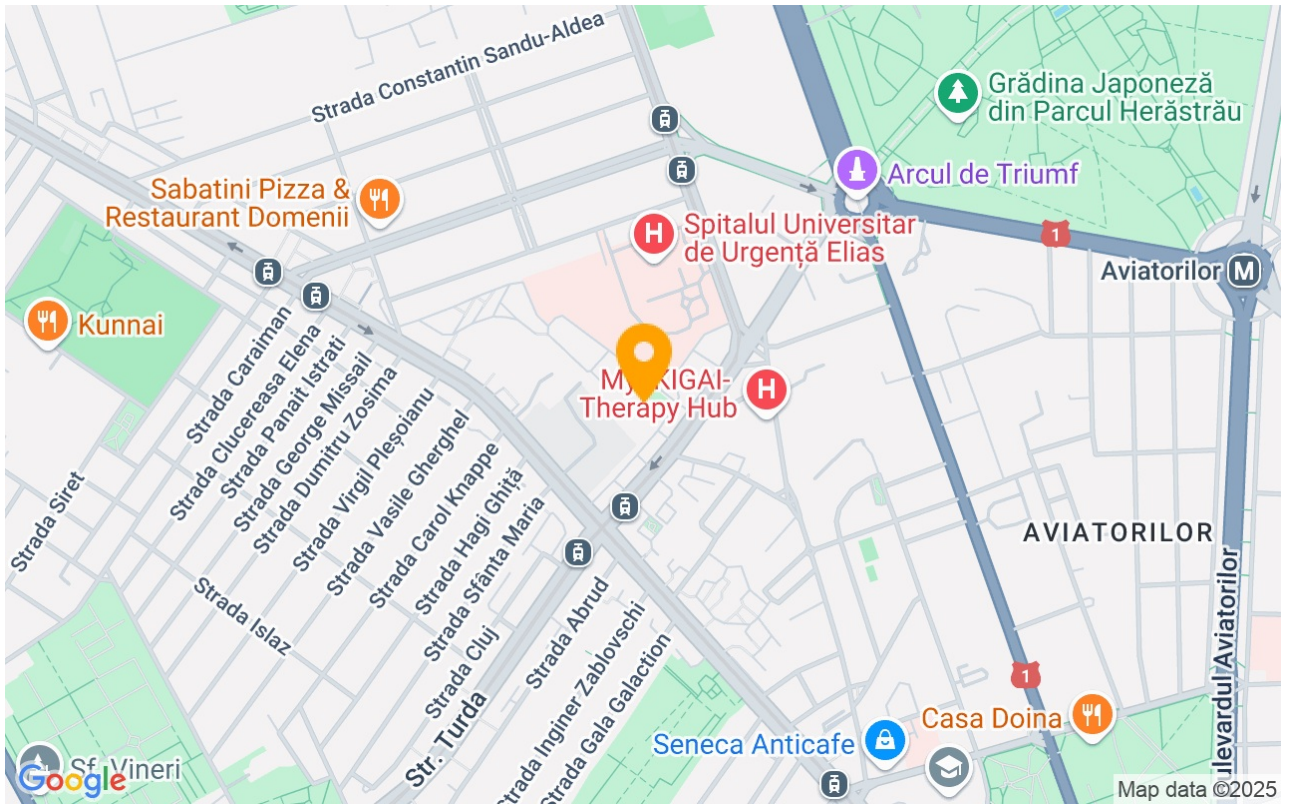 Strada Constantin Sandu-Aldea
Grădina Japoneză
din Parcul Herăstrău
Sabatini Pizza &
Restaurant Domenii
Arcul de Triumf
H
Spitalul Universitar
de Urgență Elias
1
Aviatorilor
M
Kunnai
Strada Caraiman
Strada Clucereasa Elena
Strada Panait Istrati
Strada George Missail
Strada Dumitru Zosima
Strada Virgil Pleșoianu
Strada Vasile Gherghel
Strada Carol Knappe
Strada Hagi Ghiță
Strada Sfânta Maria
Strada Cluj
Strada Siret
Strada Islaz
KIGAI-
Therapy Hub
H
AVIATORILOR
Strada Abrud
Strada Inginer Zablovschi
Strada Gala Galaction
Str. Turda
1
Casa Doina
Seneca Anticafe
ulevardul Aviatorilor
Sf. Vineri
Google
Map data ©2025